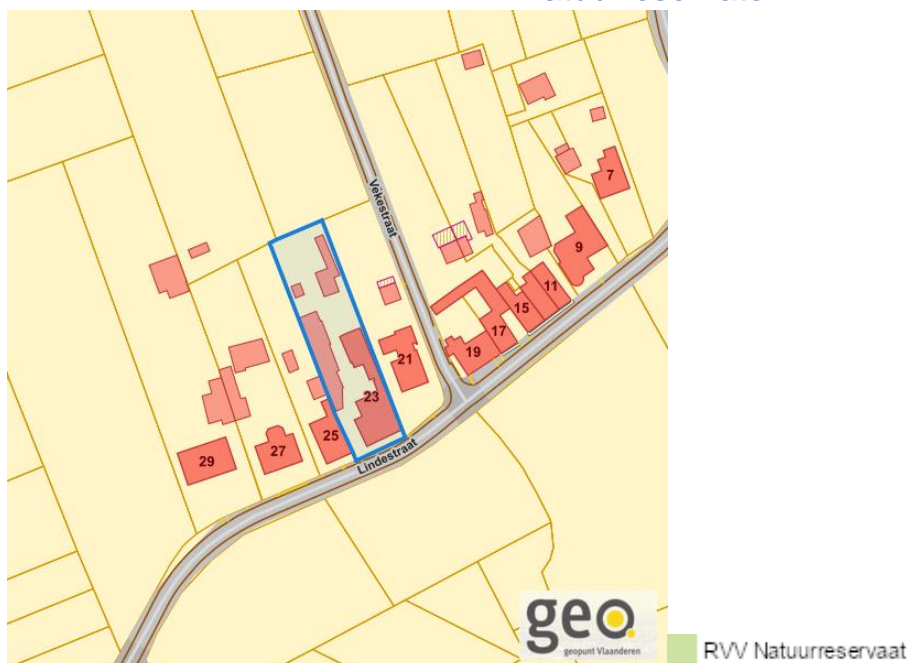 Vekestraat
7
9
11
15
17
19
21
23
25
27
29
Lindestraat
geo.
geopunt Vlaanderen
RVV Natuurreservaat